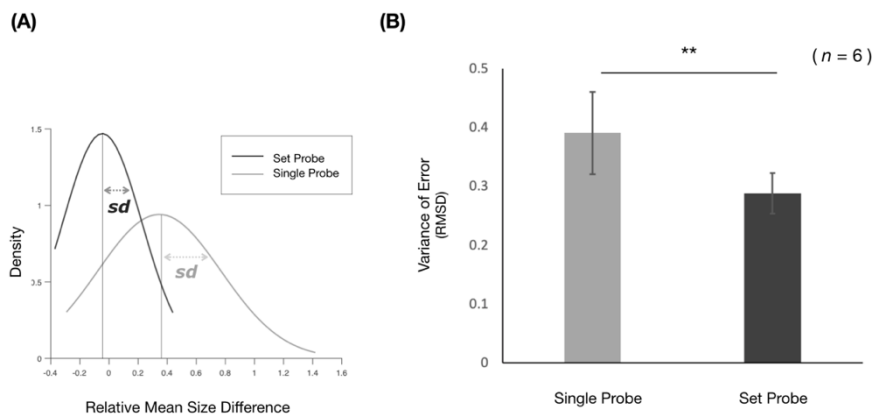 (A)
1.5
1
0.5
0
-0.4 -0.2 0 0.2 0.4 0.6 0.8 1 1.2 1.4 1.6
Density
Relative Mean Size Difference
Set Probe
Single Probe
sd
sd
(B)
**
( n = 6 )
0.5
0.4
0.3
0.2
0.1
0
Variance of Error
(RMSD)
Single Probe Set Probe